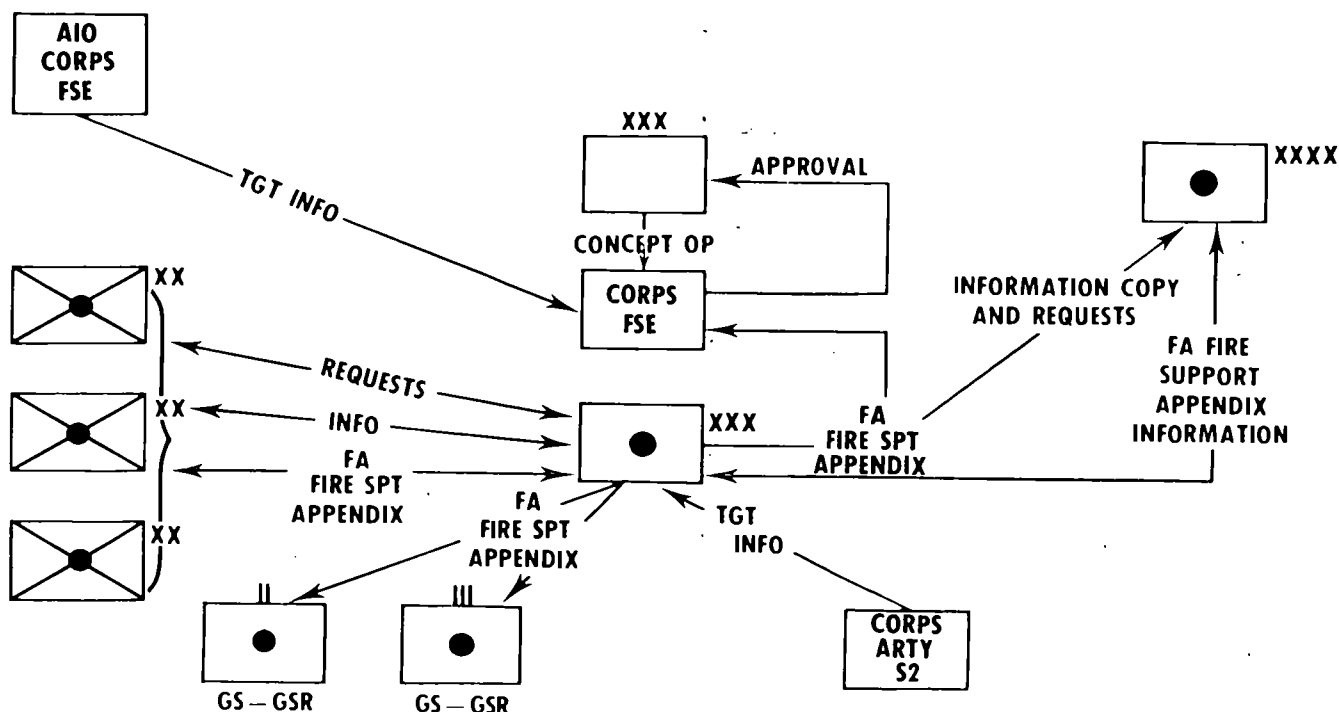 AIO
CORPS
FSE
TGT INFO
XXX
APPROVAL
CONCEPT OP
CORPS
FSE
XXXX
INFORMATION COPY
AND REQUESTS
FA FIRE
SUPPORT
APPENDIX
INFORMATION
XX
XX
XX
REQUESTS
INFO
FA
FIRE SPT
APPENDIX
XXX
FA
FIRE SPT
APPENDIX
FA
FIRE SPT
APPENDIX
TGT
INFO
II
GS — GSR
III
GS — GSR
CORPS
ARTY
S2